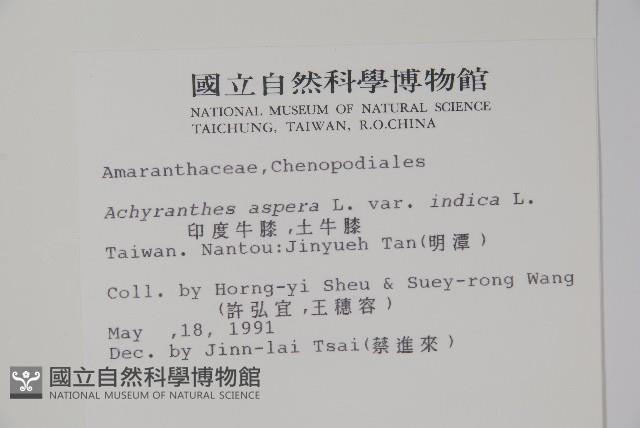 國立自然科學博物館
NATIONAL MUSEUM OF NATURAL SCIENCE
TAICHUNG, TAIWAN, R.O.CHINA
Amaranthaceae,Chenopodiales
Achyranthes aspera L. var. indica L.
印度牛膝,土牛膝
Taiwan. Nantou:Jinyueh Tan(明潭)
Coll. by Horng-yi Sheu & Suey-rong Wang
(許弘宜,王穗容)
May ,18, 1991
Dec. by Jinn-lai Tsai(蔡進來)
國立自然科學博物館
NATIONAL MUSEUM OF NATURAL SCIENCE